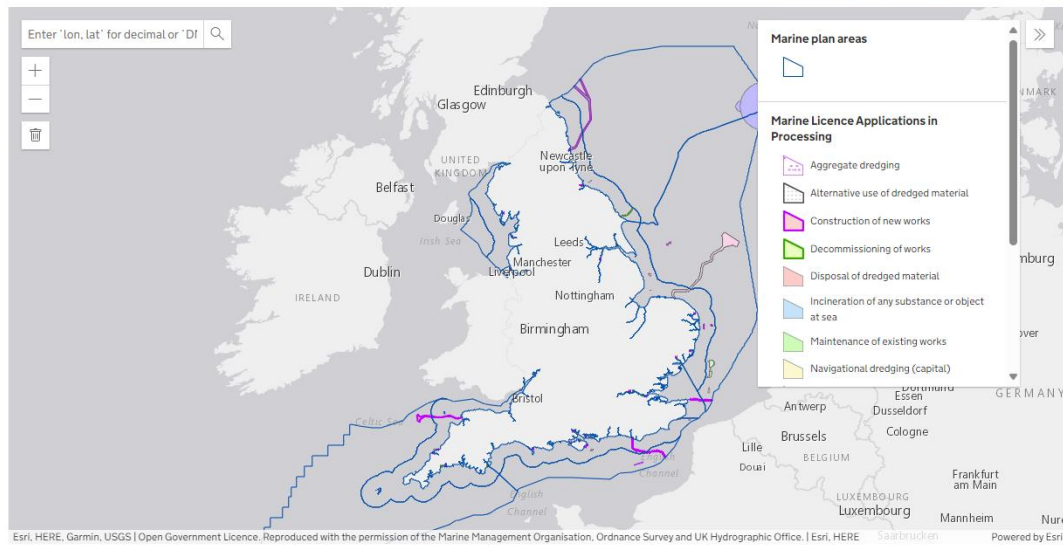 Enter `lon, lat` for decimal or `DI
Marine plan areas
Marine Licence Applications in
Processing
Aggregate dredging
Alternative use of dredged material
Construction of new works
Decommissioning of works
Disposal of dredged material
Incineration of any substance or object
at sea
Maintenance of existing works
Navigational dredging (capital)
Edinburgh
Glasgow
UNITED
KINGDOM
Newcastle
upon Tyne
Belfast
Douglas
Irish Sea
Leeds
Manchester
Liverpool
Dublin
IRELAND
Nottingham
Birmingham
Bristol
Celtic Sea
English
Channel
English
Channel
NMARK
mburg
over
GERMANY
Dortmund
Essen
Antwerp
Dusseldorf
Brussels
Cologne
Lille
BELGIUM
Douai
Frankfurt
am Main
LUXEMBOURG
Luxembourg
Mannheim
Nure
Saarbrucken
Esri, HERE, Garmin, USGS | Open Government Licence. Reproduced with the permission of the Marine Management Organisation, Ordnance Survey and UK Hydrographic Office. | Esri, HERE
Powered by Esri